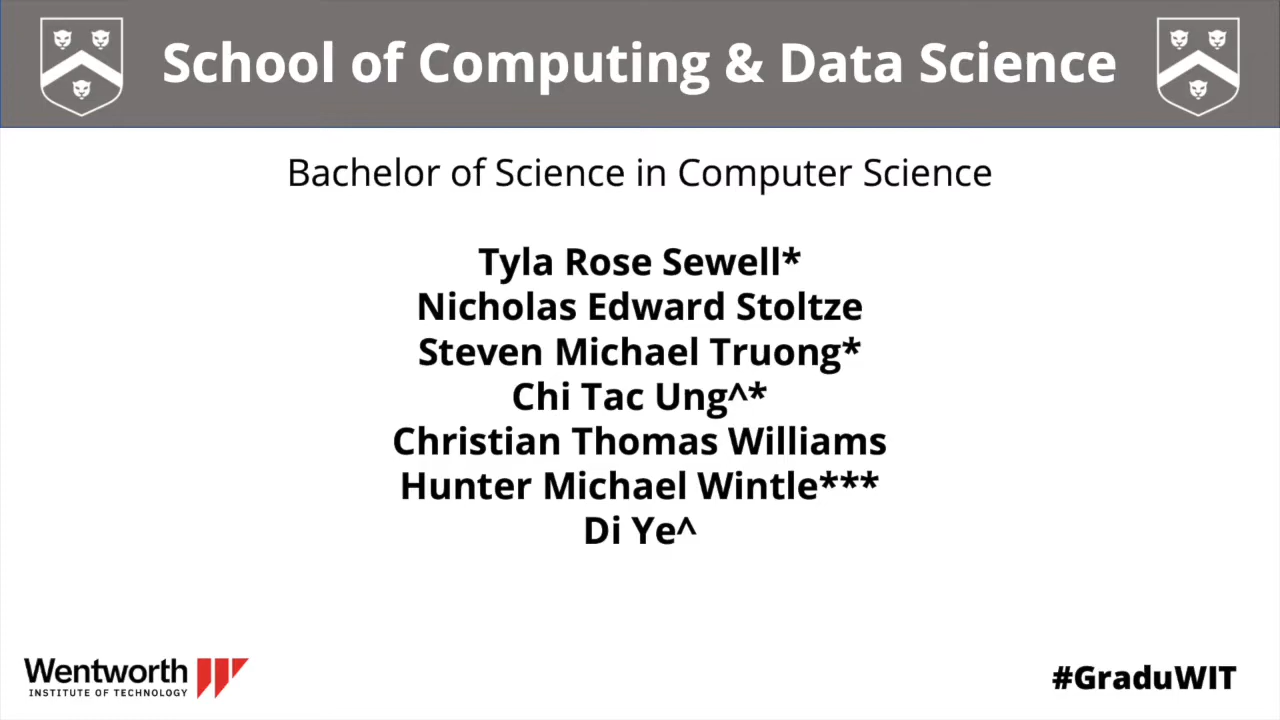 School of Computing & Data Science
Bachelor of Science in Computer Science
Tyla Rose Sewell*
Nicholas Edward Stoltze
Steven Michael Truong*
Chi Tac Ung^*
Christian Thomas Williams
Hunter Michael Wintle***
Di Ye^
Wentworth
INSTITUTE OF TECHNOLOGY
#GraduWIT